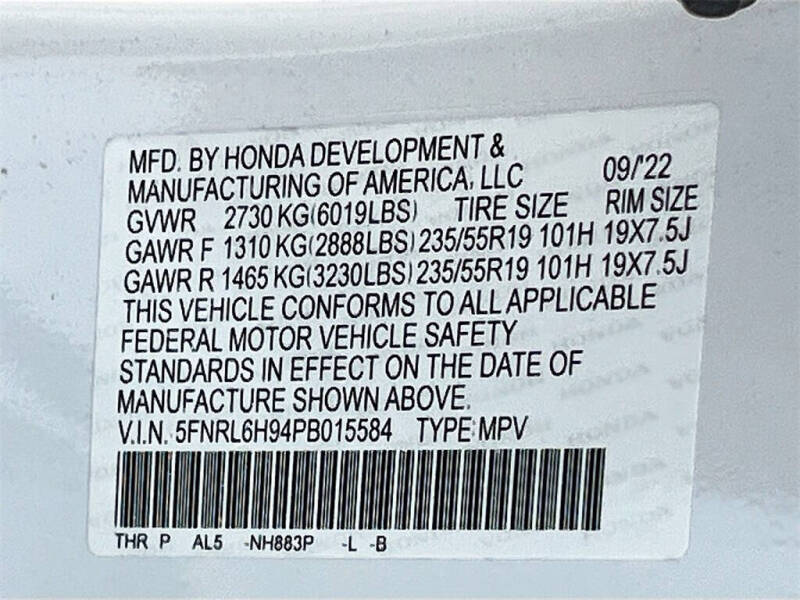 MFD. BY HONDA DEVELOPMENT &
MANUFACTURING OF AMERICA, LLC 09/'22
GVWR 2730 KG(6019LBS) TIRE SIZE RIM SIZE
GAWR F 1310 KG(2888LBS) 235/55R19 101H 19X7.5J
GAWR R 1465 KG(3230LBS) 235/55R19 101H 19X7.5J
THIS VEHICLE CONFORMS TO ALL APPLICABLE
FEDERAL MOTOR VEHICLE SAFETY
STANDARDS IN EFFECT ON THE DATE OF
MANUFACTURE SHOWN ABOVE.
V.I.N. 5FNRL6H94PB015584 TYPE:MPV
THR P AL5 -NH883P -L -B